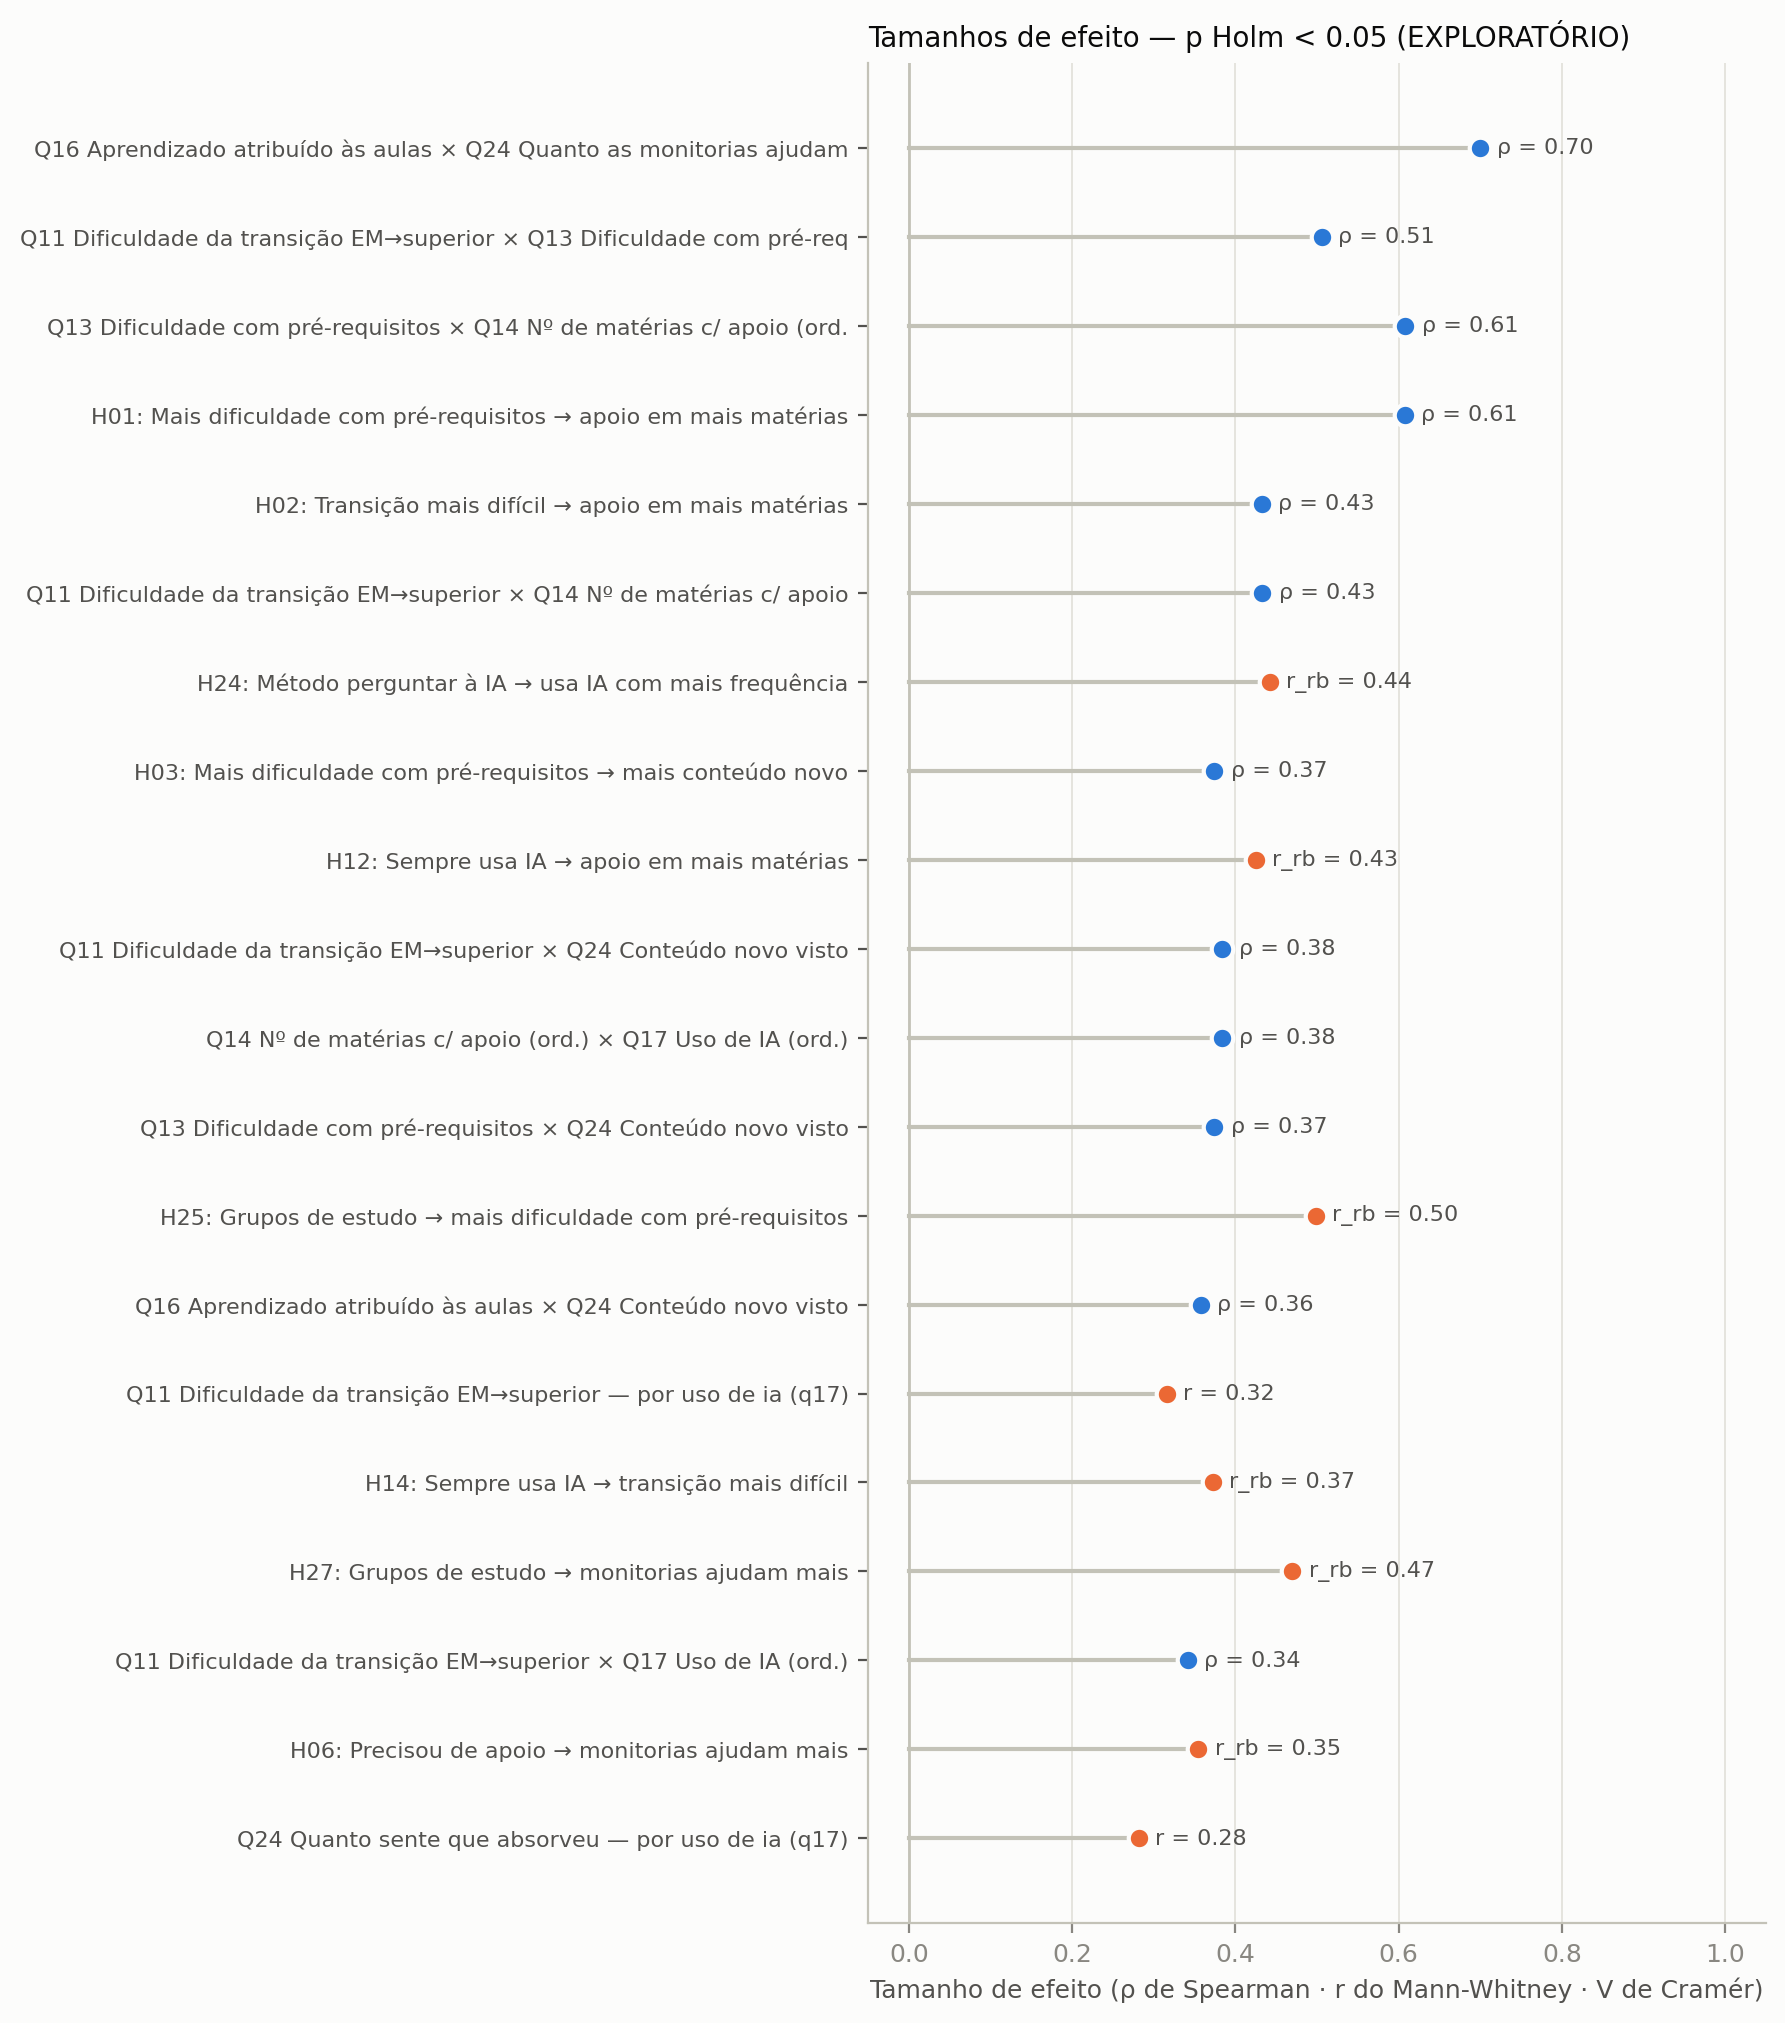 Tamanhos de efeito — p Holm < 0.05 (EXPLORATÓRIO)
Q16 Aprendizado atribuído às aulas × Q24 Quanto as monitorias ajudam ρ = 0.70
Q11 Dificuldade da transição EM→superior × Q13 Dificuldade com pré-req ρ = 0.51
Q13 Dificuldade com pré-requisitos × Q14 Nº de matérias c/ apoio (ord. ρ = 0.61
H01: Mais dificuldade com pré-requisitos → apoio em mais matérias ρ = 0.61
H02: Transição mais difícil → apoio em mais matérias ρ = 0.43
Q11 Dificuldade da transição EM→superior × Q14 Nº de matérias c/ apoio ρ = 0.43
H24: Método perguntar à IA → usa IA com mais frequência r_rb = 0.44
H03: Mais dificuldade com pré-requisitos → mais conteúdo novo ρ = 0.37
H12: Sempre usa IA → apoio em mais matérias r_rb = 0.43
Q11 Dificuldade da transição EM→superior × Q24 Conteúdo novo visto ρ = 0.38
Q14 Nº de matérias c/ apoio (ord.) × Q17 Uso de IA (ord.) ρ = 0.38
Q13 Dificuldade com pré-requisitos × Q24 Conteúdo novo visto ρ = 0.37
H25: Grupos de estudo → mais dificuldade com pré-requisitos r_rb = 0.50
Q16 Aprendizado atribuído às aulas × Q24 Conteúdo novo visto ρ = 0.36
Q11 Dificuldade da transição EM→superior — por uso de ia (q17) r = 0.32
H14: Sempre usa IA → transição mais difícil r_rb = 0.37
H27: Grupos de estudo → monitorias ajudam mais r_rb = 0.47
Q11 Dificuldade da transição EM→superior × Q17 Uso de IA (ord.) ρ = 0.34
H06: Precisou de apoio → monitorias ajudam mais r_rb = 0.35
Q24 Quanto sente que absorveu — por uso de ia (q17) r = 0.28
0.0 0.2 0.4 0.6 0.8 1.0
Tamanho de efeito (ρ de Spearman · r do Mann-Whitney · V de Cramér)